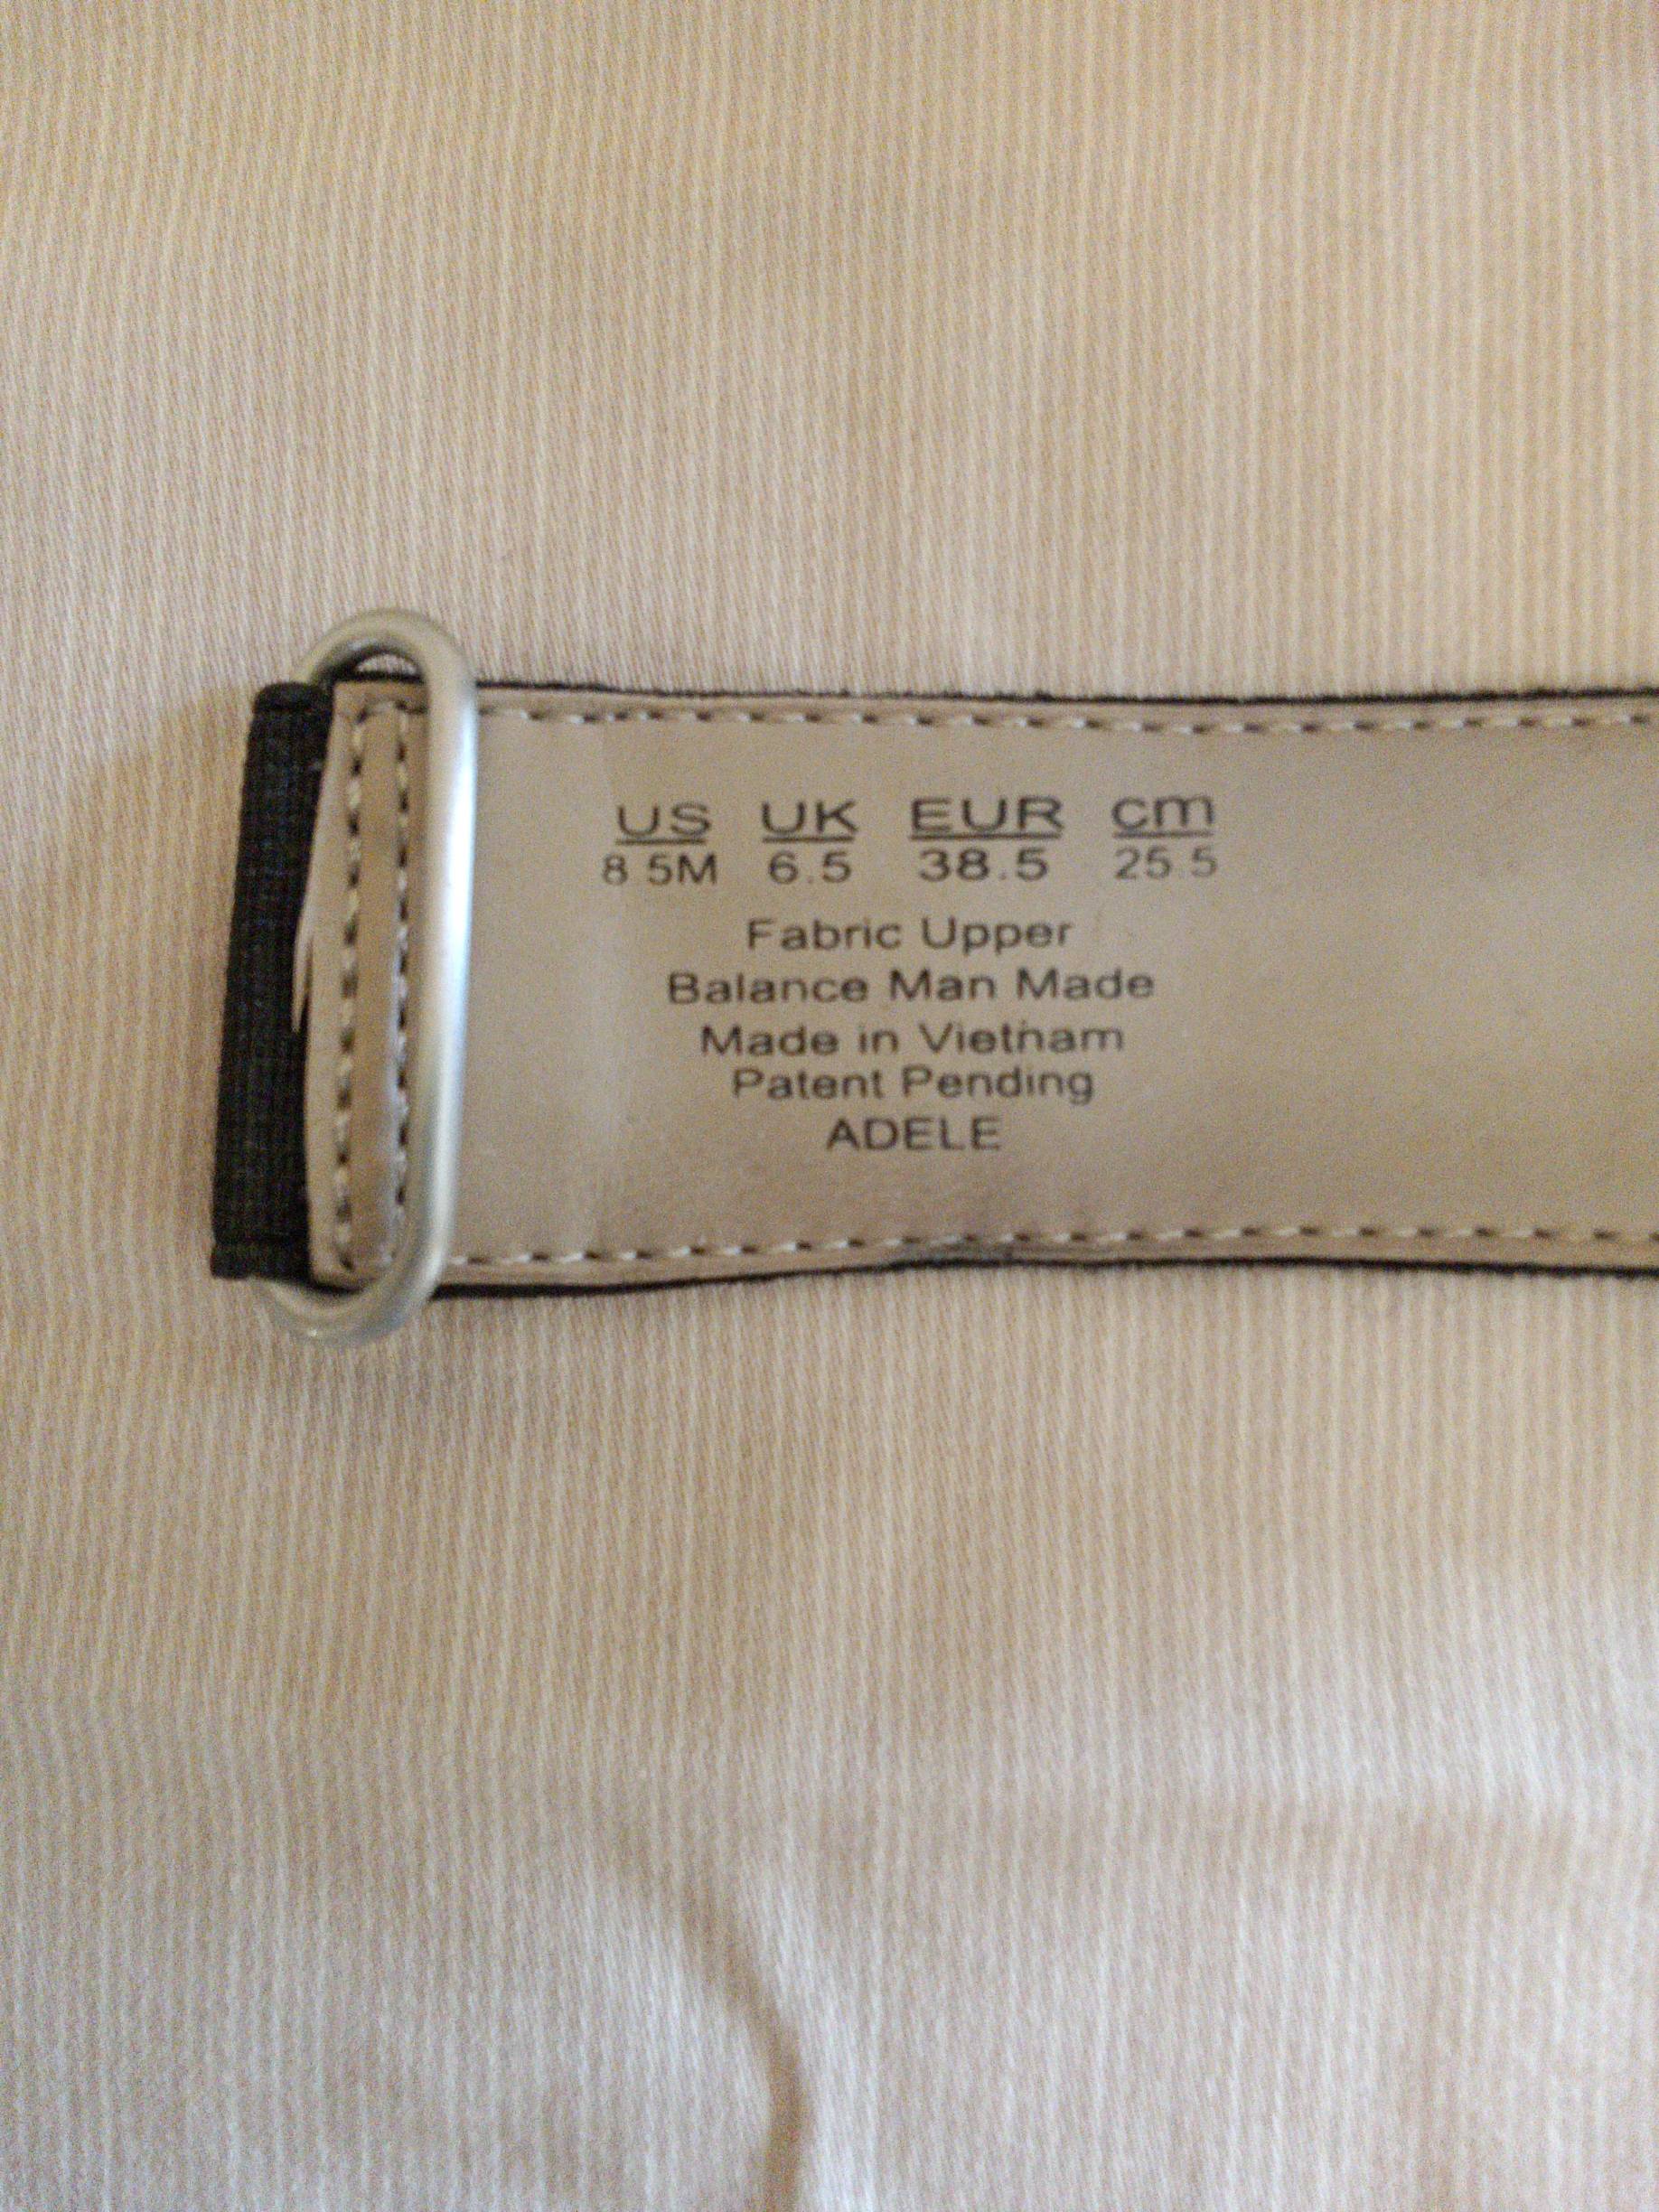 US UK EUR cm
8.5M 6.5 38.5 25.5
Fabric Upper
Balance Man Made
Made in Vietnam
Patent Pending
ADELE